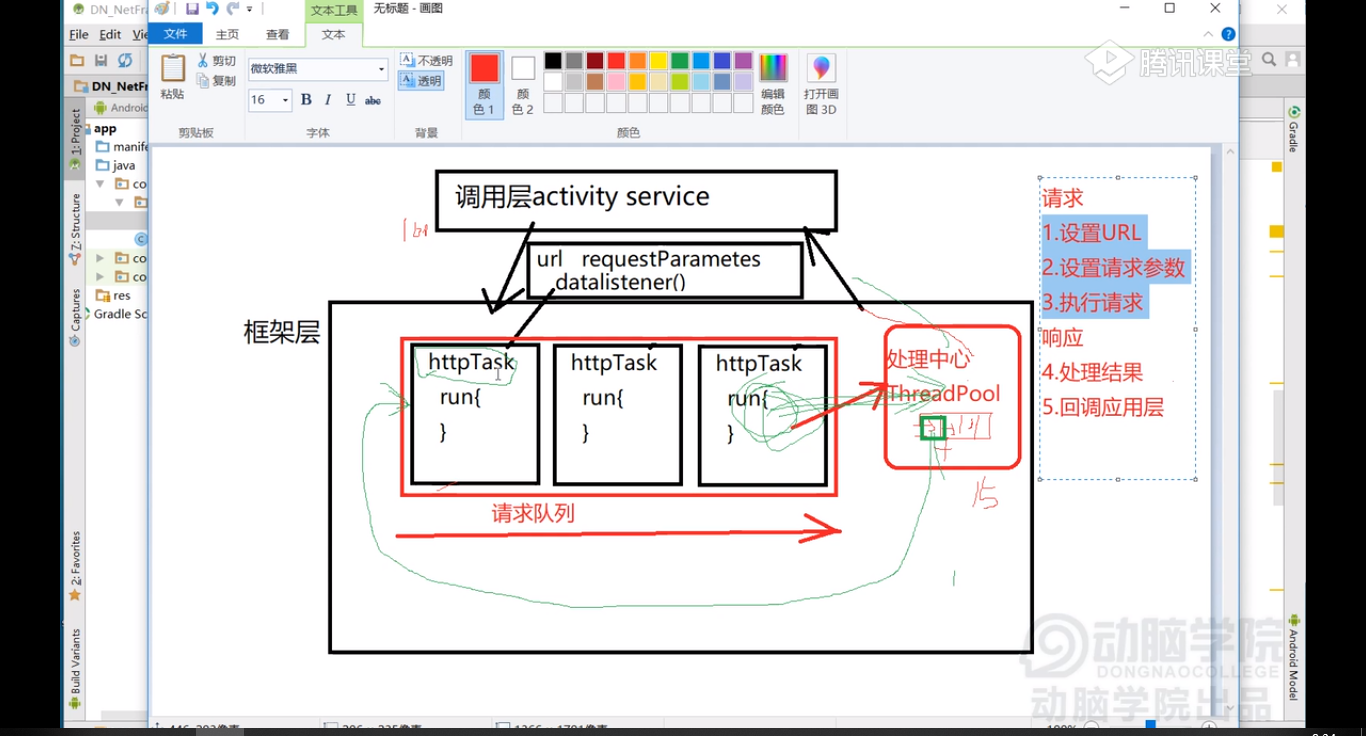 DN_NetFra
文本工具
无标题 - 画图
File Edit Vie
文件
主页
查看
文本
粘贴
剪切
复制
剪贴板
微软雅黑
16
B I U abc
字体
不透明
透明
背景
颜色 1
颜色 2
颜色
编辑颜色
打开画图 3D
腾讯课堂
DN_NetFr
Android
app
manife
java
co
co
co
res
Gradle Sc
1: Project
7: Structure
Captures
2: Favorites
Build Variants
Gradle
Android Model
调用层activity service
url requestParametes
datalistener()
框架层
httpTask
run{
}
httpTask
run{
}
httpTask
run{
}
请求队列
处理中心
ThreadPool
15
请求
1.设置URL
2.设置请求参数
3.执行请求
响应
4.处理结果
5.回调应用层
动脑学院
DONGNAOCOLLEGE
动脑学院出品